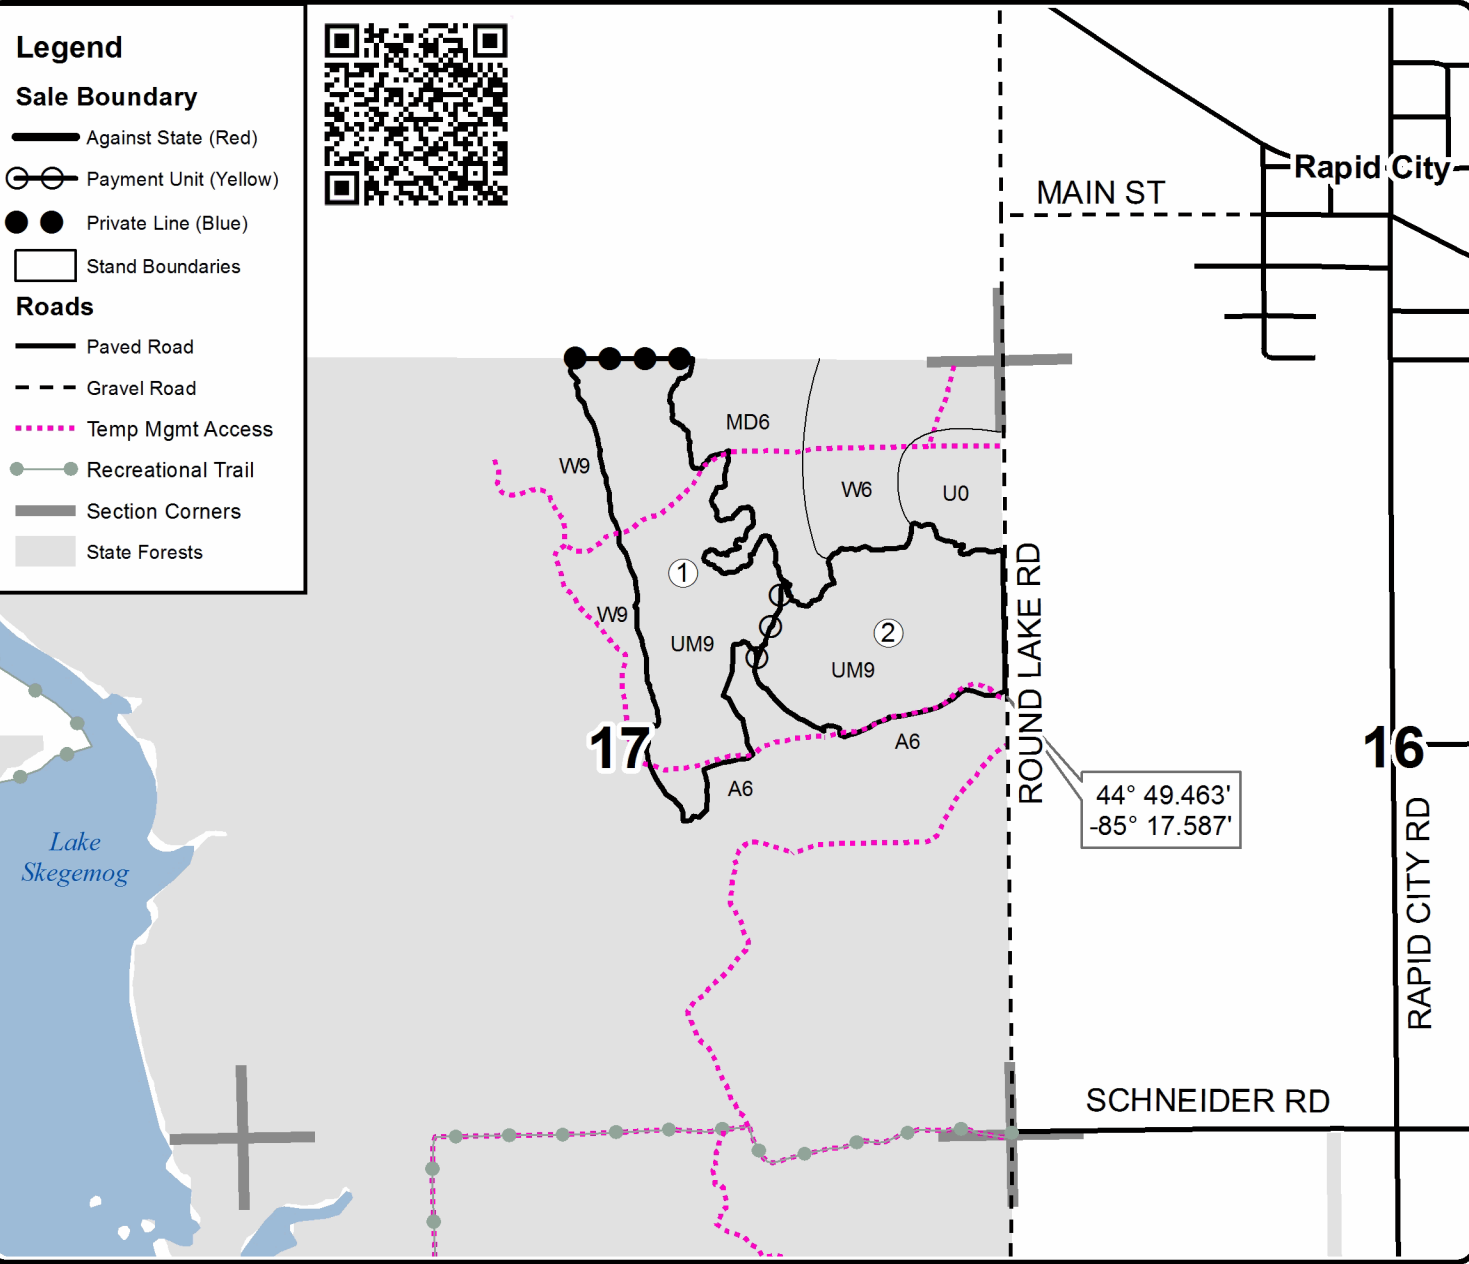 Legend
Sale Boundary
Against State (Red)
Payment Unit (Yellow)
Private Line (Blue)
Stand Boundaries
Roads
Paved Road
Gravel Road
Temp Mgmt Access
Recreational Trail
Section Corners
State Forests
Rapid City
MAIN ST
MD6
W9
W6
U0
1
W9
UM9
2
UM9
ROUND LAKE RD
17
A6
16
A6
44° 49.463'
-85° 17.587'
Lake
Skegemog
RAPID CITY RD
SCHNEIDER RD